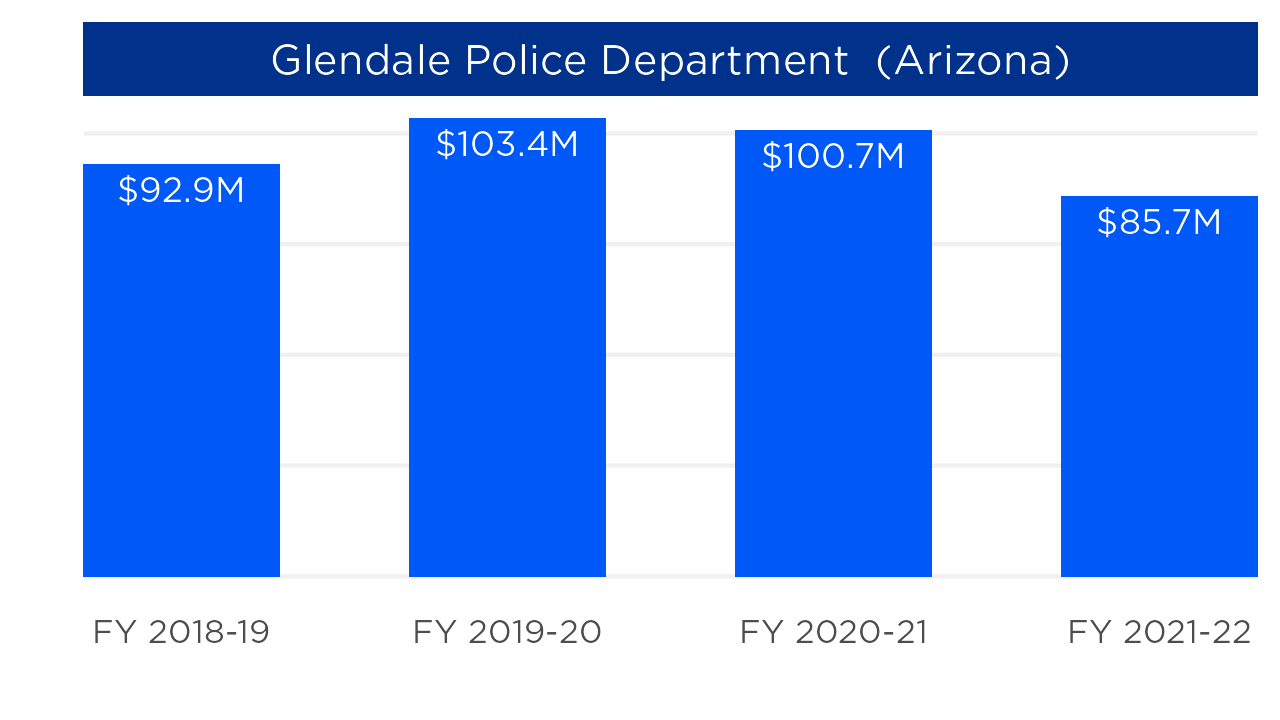 Glendale Police Department (Arizona)
$92.9M
$103.4M
$100.7M
$85.7M
FY 2018-19
FY 2019-20
FY 2020-21
FY 2021-22